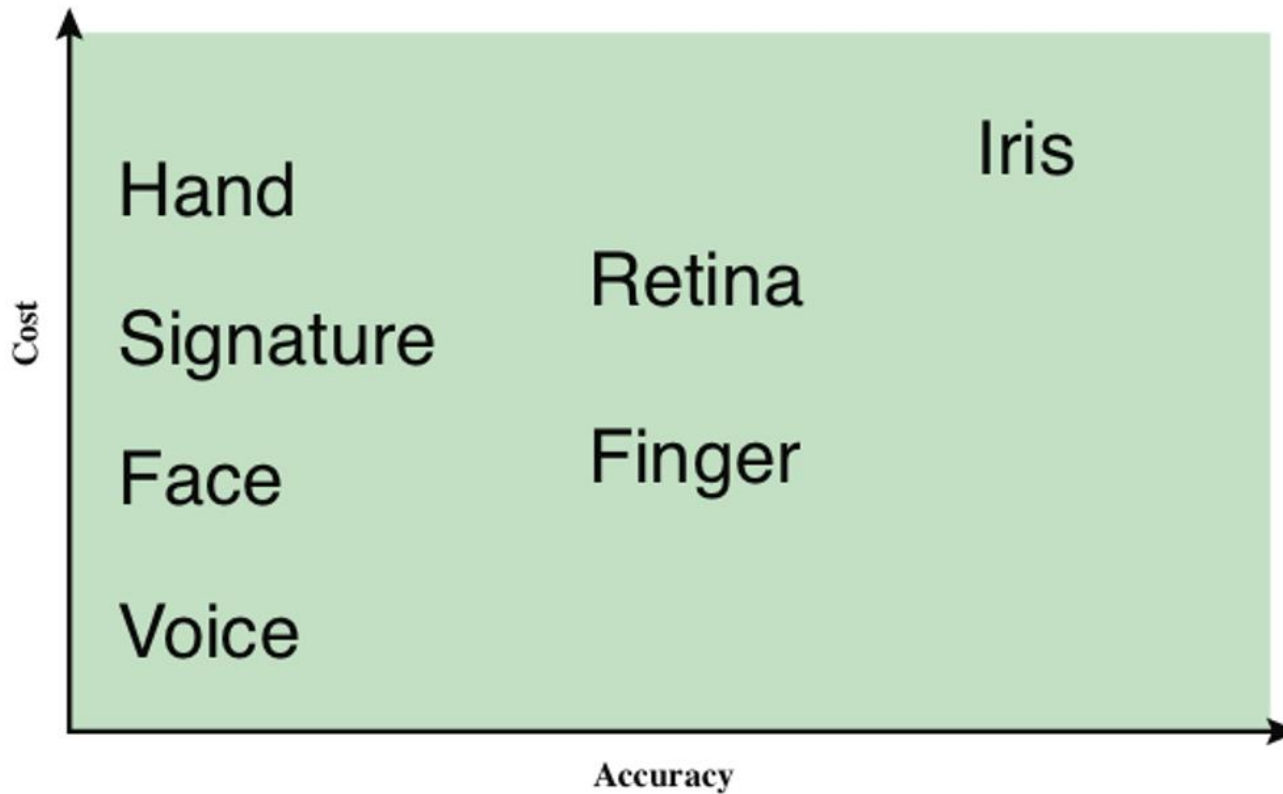 Iris
Hand
Retina
Signature
Finger
Face
Voice
Cost
Accuracy